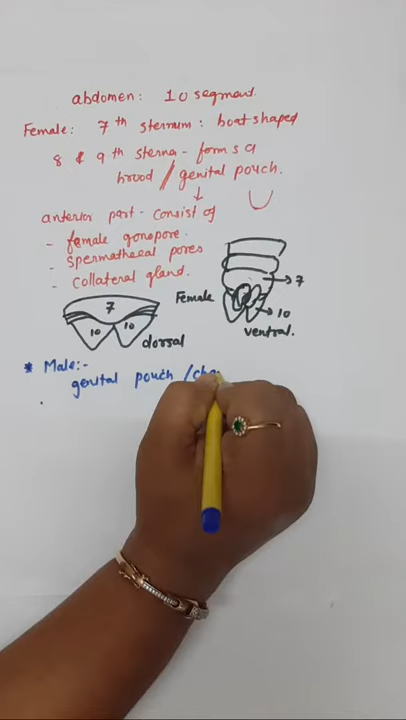 abdomen: 10 segment.
Female: 7th sternum: boat shaped
8 & 9th sterna - forms a
brood / genital pouch.
anterior part - consist of
- female gonopore.
- spermathecal pores
- collateral gland.
7
10 10
dorsal
Female
7
10
ventral.
* Male:-
genital pouch /cha